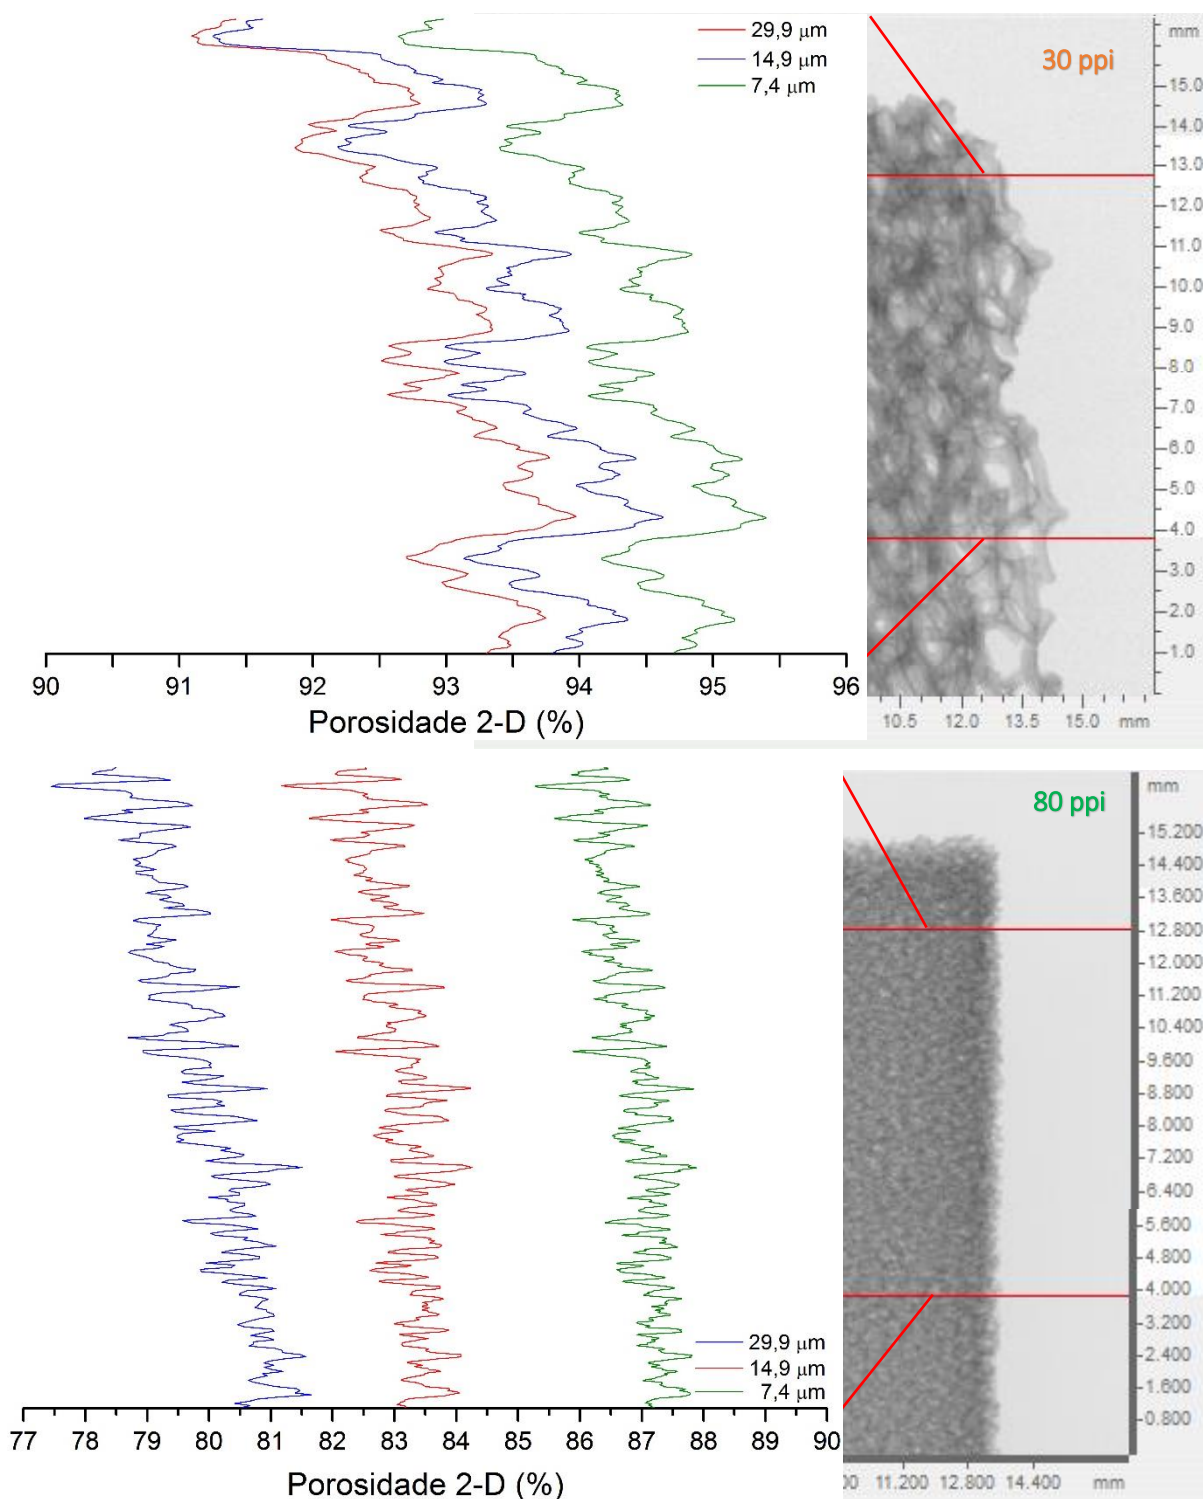 29,9 μm
14,9 μm
7,4 μm
30 ppi
mm
15.0
14.0
13.0
12.0
11.0
10.0
9.0
8.0
7.0
6.0
5.0
4.0
3.0
2.0
1.0
10.5 12.0 13.5 15.0 mm
90 91 92 93 94 95 96
Porosidade 2-D (%)
80 ppi
mm
15.200
14.400
13.600
12.800
12.000
11.200
10.400
9.600
8.800
8.000
7.200
6.400
5.600
4.800
4.000
3.200
2.400
1.600
0.800
29,9 μm
14,9 μm
7,4 μm
00 11.200 12.800 14.400 mm
77 78 79 80 81 82 83 84 85 86 87 88 89 90
Porosidade 2-D (%)